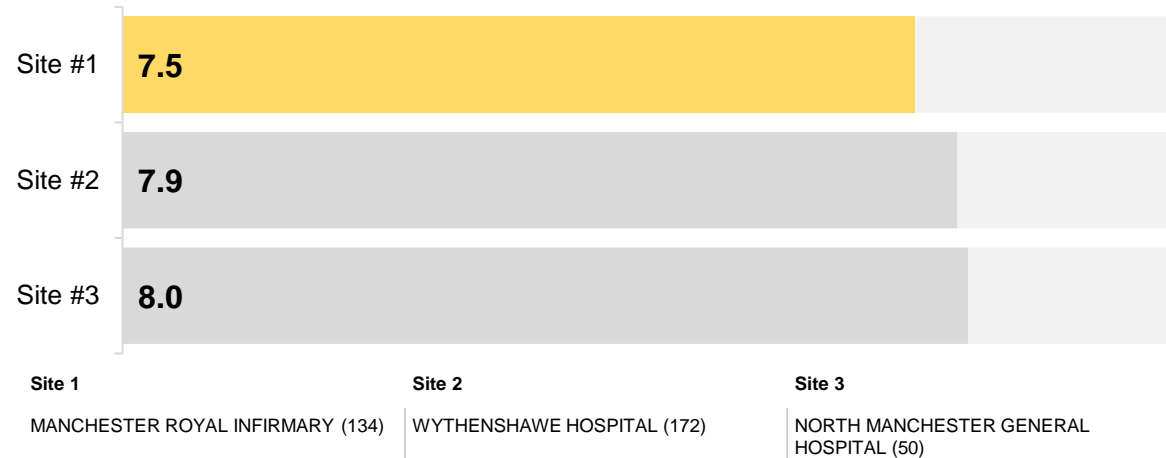 Site #1
7.5
Site #2
7.9
Site #3
8.0
Site 1
Site 2
Site 3
MANCHESTER ROYAL INFIRMARY (134)
WYTHENSHAWE HOSPITAL (172)
NORTH MANCHESTER GENERAL
HOSPITAL (50)